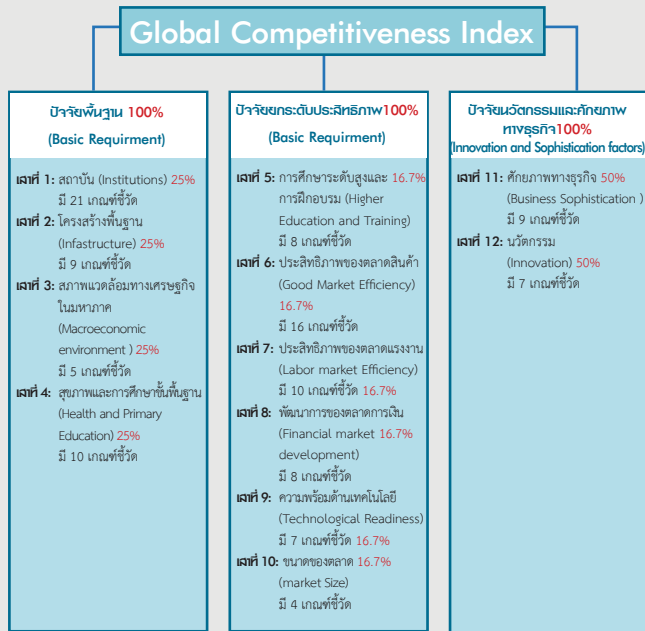 Global Competitiveness Index
ปัจจัยพื้นฐาน 100%
(Basic Requirment)
เสาที่ 1: สถาบัน (Institutions) 25%
มี 21 เกณฑ์ชี้วัด
เสาที่ 2: โครงสร้างพื้นฐาน
(Infastructure) 25%
มี 9 เกณฑ์ชี้วัด
เสาที่ 3: สภาพแวดล้อมทางเศรษฐกิจ
ในมหาภาค
(Macroeconomic
environment ) 25%
มี 5 เกณฑ์ชี้วัด
เสาที่ 4: สุขภาพและการศึกษาขั้นพื้นฐาน
(Health and Primary
Education) 25%
มี 10 เกณฑ์ชี้วัด
ปัจจัยยกระดับประสิทธิภาพ100%
(Basic Requirment)
เสาที่ 5: การศึกษาระดับสูงและ 16.7%
การฝึกอบรม (Higher
Education and Training)
มี 8 เกณฑ์ชี้วัด
เสาที่ 6: ประสิทธิภาพของตลาดสินค้า
(Good Market Efficiency)
16.7%
มี 16 เกณฑ์ชี้วัด
เสาที่ 7: ประสิทธิภาพของตลาดแรงงาน
(Labor market Efficiency)
มี 10 เกณฑ์ชี้วัด 16.7%
เสาที่ 8: พัฒนาการของตลาดการเงิน
(Financial market 16.7%
development)
มี 8 เกณฑ์ชี้วัด
เสาที่ 9: ความพร้อมด้านเทคโนโลยี
(Technological Readiness)
มี 7 เกณฑ์ชี้วัด 16.7%
เสาที่ 10: ขนาดของตลาด 16.7%
(market Size)
มี 4 เกณฑ์ชี้วัด
ปัจจัยนวัตกรรมและศักยภาพ
ทางธุรกิจ100%
(Innovation and Sophistication factors)
เสาที่ 11: ศักยภาพทางธุรกิจ 50%
(Business Sophistication )
มี 9 เกณฑ์ชี้วัด
เสาที่ 12: นวัตกรรม
(Innovation) 50%
มี 7 เกณฑ์ชี้วัด